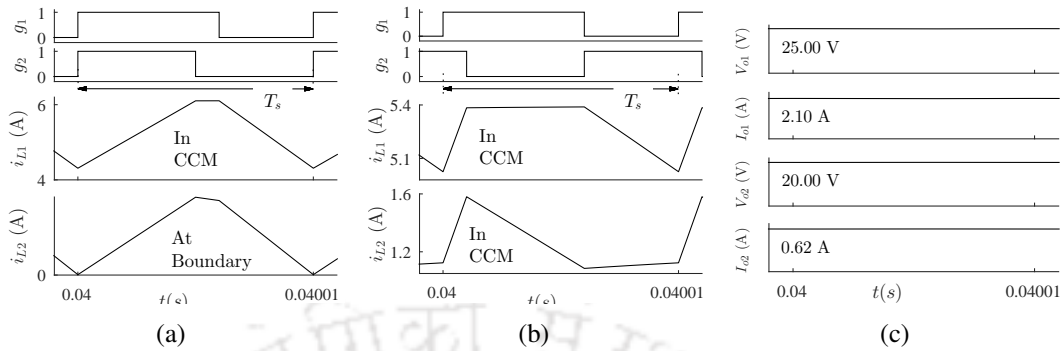 g1
1
0
g2
1
0
Ts
iL1 (A)
6
4
In
CCM
iL2 (A)
0
At
Boundary
0.04
t(s)
0.04001
(a)
g1
1
0
g2
1
0
Ts
iL1 (A)
5.4
5.1
In
CCM
iL2 (A)
1.6
1.2
In
CCM
0.04
t(s)
0.04001
(b)
Vo1 (V)
25.00 V
Io1 (A)
2.10 A
Vo2 (V)
20.00 V
Io2 (A)
0.62 A
0.04
t(s)
0.04001
(c)